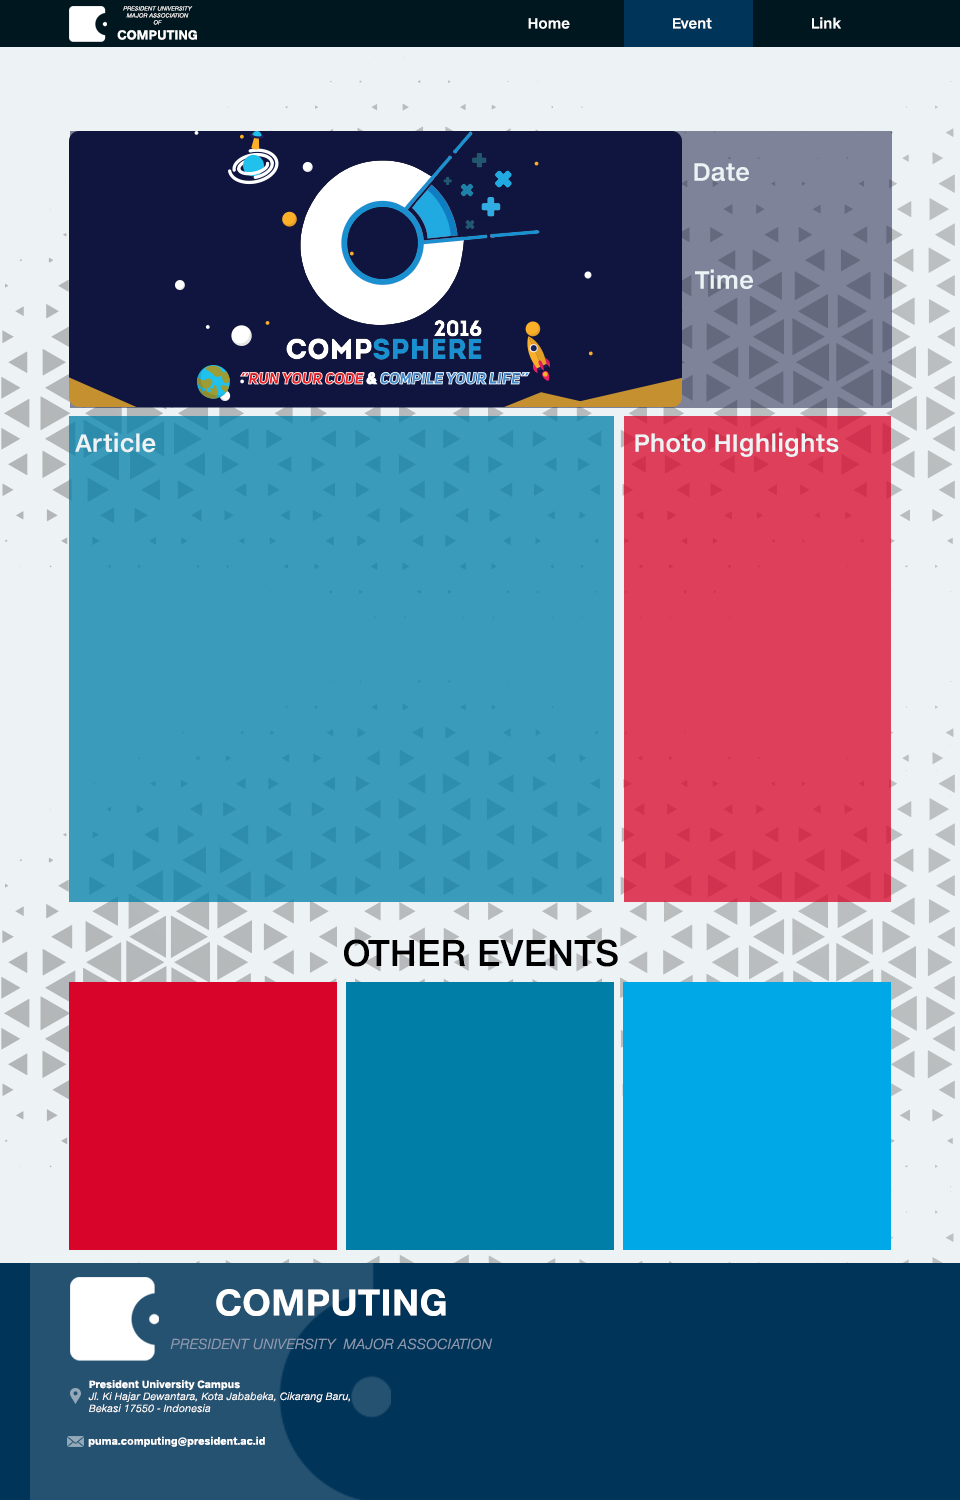 PRESIDENT UNIVERSITY
MAJOR ASSOCIATION
OF
COMPUTING
Home
Event
Link
Date
Time
2016
COMPSPHERE
"RUN YOUR CODE & COMPILE YOUR LIFE"
Article
Photo HIghlights
OTHER EVENTS
COMPUTING
PRESIDENT UNIVERSITY MAJOR ASSOCIATION
President University Campus
Jl. Ki Hajar Dewantara, Kota Jababeka, Cikarang Baru,
Bekasi 17550 - Indonesia
puma.computing@president.ac.id